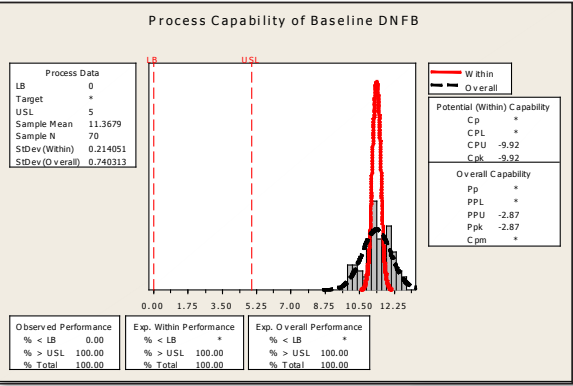 Process Capability of Baseline DNFB
LB USL
Process Data
LB 0
Target *
USL 5
Sample Mean 11.3679
Sample N 70
StDev(Within) 0.214051
StDev(Overall) 0.740313
Within
Overall
Potential (Within) Capability
Cp *
CPL *
CPU -9.92
Cpk -9.92
Overall Capability
Pp *
PPL *
PPU -2.87
Ppk -2.87
Cpm *
0.00 1.75 3.50 5.25 7.00 8.75 10.50 12.25
Observed Performance
% < LB 0.00
% > USL 100.00
% Total 100.00
Exp. Within Performance
% < LB *
% > USL 100.00
% Total 100.00
Exp. Overall Performance
% < LB *
% > USL 100.00
% Total 100.00